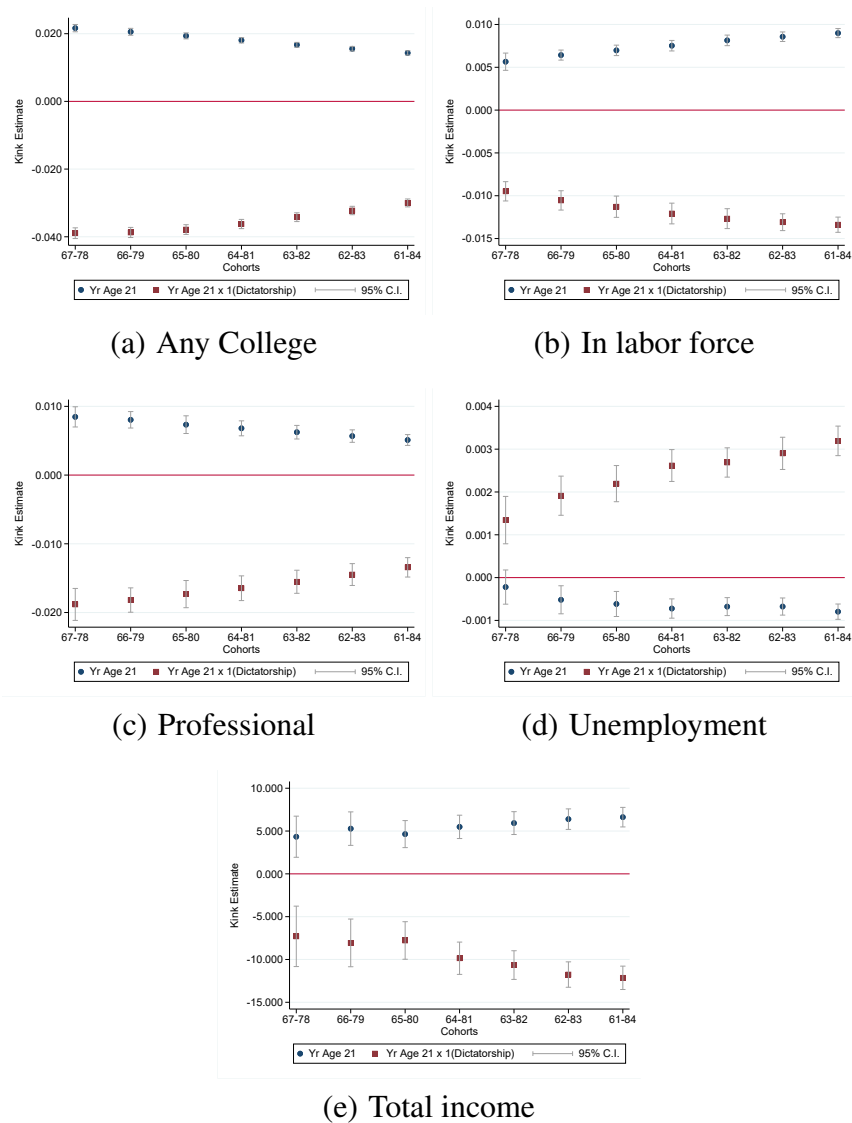 0.020
0.000
-0.020
-0.040
Kink Estimate
67-78 66-79 65-80 64-81 63-82 62-83 61-84
Cohorts
Yr Age 21 Yr Age 21 x 1(Dictatorship) 95% C.I.
(a) Any College
0.010
0.005
0.000
-0.005
-0.010
-0.015
Kink Estimate
67-78 66-79 65-80 64-81 63-82 62-83 61-84
Cohorts
Yr Age 21 Yr Age 21 x 1(Dictatorship) 95% C.I.
(b) In labor force
0.010
0.000
-0.010
-0.020
Kink Estimate
67-78 66-79 65-80 64-81 63-82 62-83 61-84
Cohorts
Yr Age 21 Yr Age 21 x 1(Dictatorship) 95% C.I.
(c) Professional
0.004
0.003
0.002
0.001
0.000
-0.001
Kink Estimate
67-78 66-79 65-80 64-81 63-82 62-83 61-84
Cohorts
Yr Age 21 Yr Age 21 x 1(Dictatorship) 95% C.I.
(d) Unemployment
10.000
5.000
0.000
-5.000
-10.000
-15.000
Kink Estimate
67-78 66-79 65-80 64-81 63-82 62-83 61-84
Cohorts
Yr Age 21 Yr Age 21 x 1(Dictatorship) 95% C.I.
(e) Total income